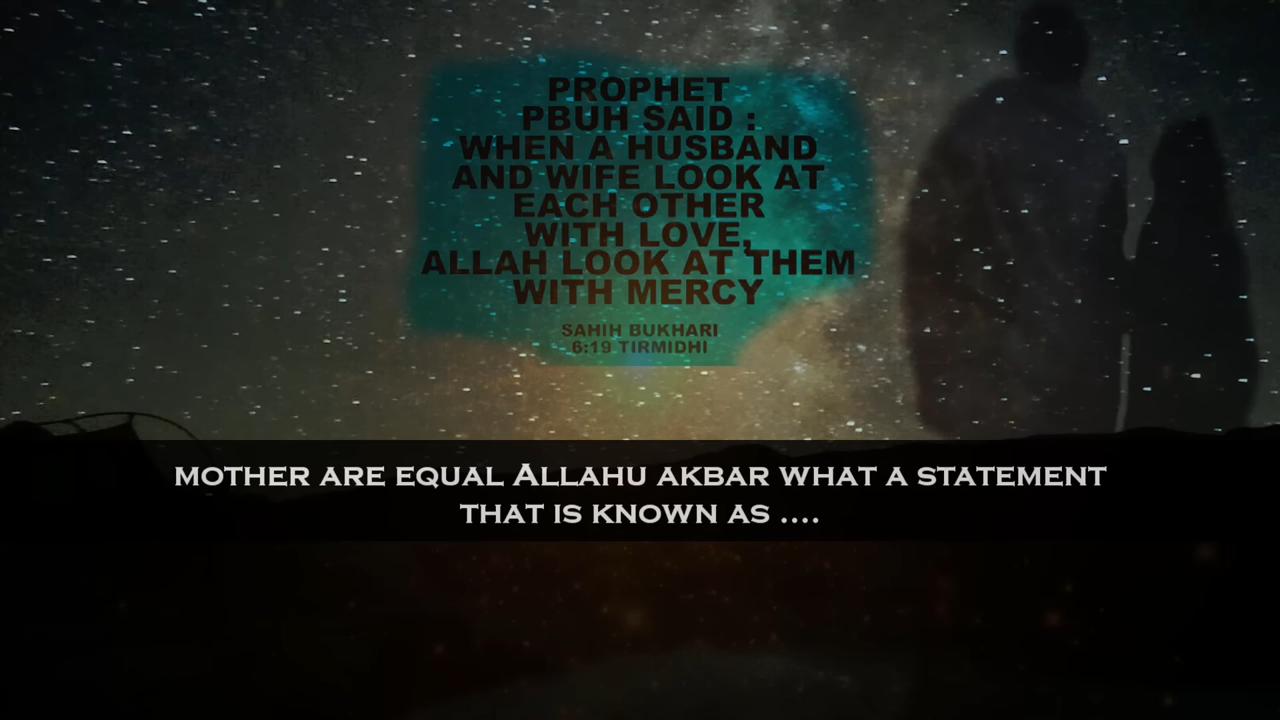 PROPHET
PBUH SAID :
WHEN A HUSBAND
AND WIFE LOOK AT
EACH OTHER
WITH LOVE,
ALLAH LOOK AT THEM
WITH MERCY
SAHIH BUKHARI
6:19 TIRMIDHI
MOTHER ARE EQUAL ALLAHU AKBAR WHAT A STATEMENT
THAT IS KNOWN AS ....